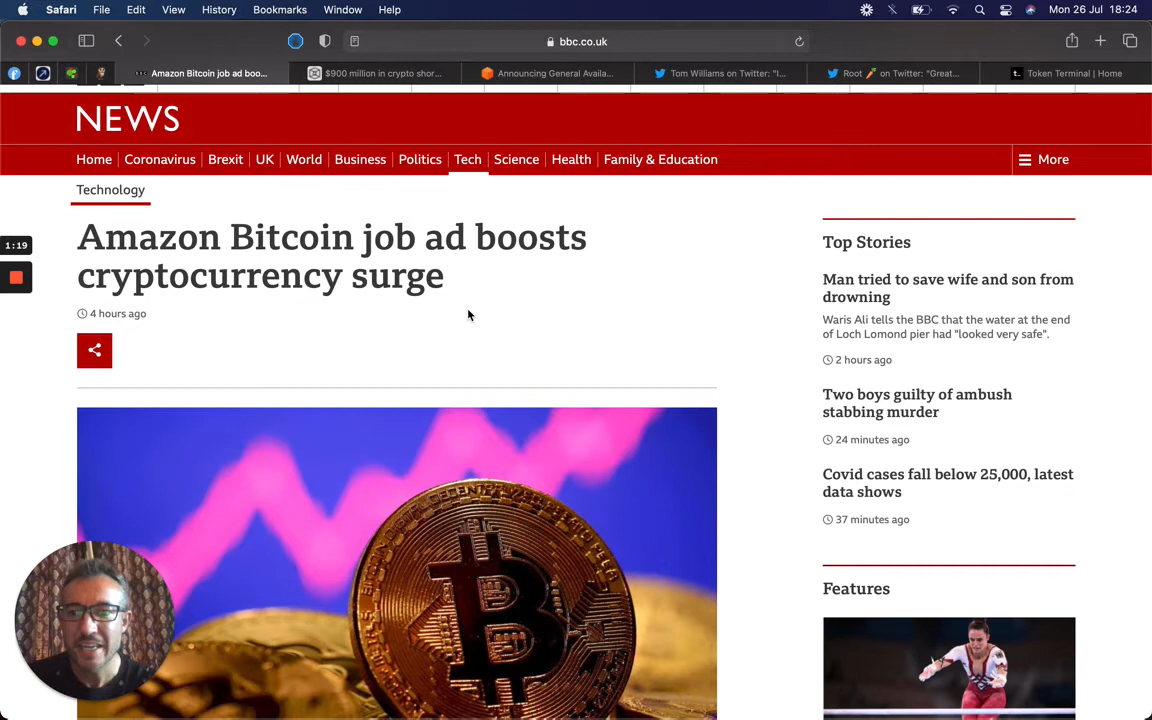 Safari File Edit View History Bookmarks Window Help Mon 26 Jul 18:24
bbc.co.uk
Amazon Bitcoin job ad boo... $900 million in crypto shor... Announcing General Availa... Tom Williams on Twitter: "I... Root 🥕 on Twitter: "Great... Token Terminal | Home
NEWS
Home Coronavirus Brexit UK World Business Politics Tech Science Health Family & Education More
Technology
Amazon Bitcoin job ad boosts
cryptocurrency surge
4 hours ago
1:19
Top Stories
Man tried to save wife and son from
drowning
Waris Ali tells the BBC that the water at the end
of Loch Lomond pier had "looked very safe".
2 hours ago
Two boys guilty of ambush
stabbing murder
24 minutes ago
Covid cases fall below 25,000, latest
data shows
37 minutes ago
Features
DECENTRALIZED